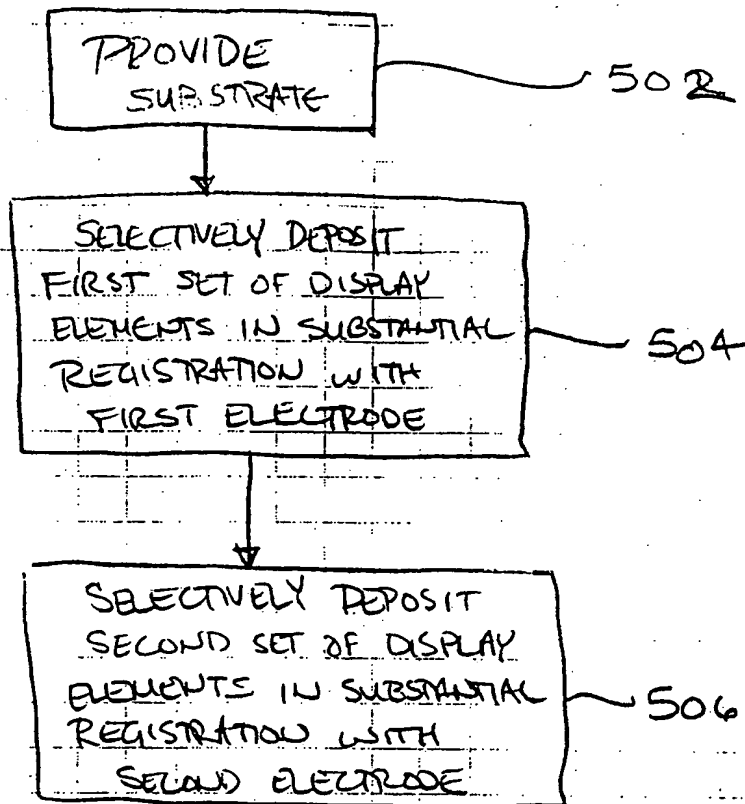 PROVIDE
SUBSTRATE
502
SELECTIVELY DEPOSIT
FIRST SET OF DISPLAY
ELEMENTS IN SUBSTANTIAL
REGISTRATION WITH
FIRST ELECTRODE
504
SELECTIVELY DEPOSIT
SECOND SET OF DISPLAY
ELEMENTS IN SUBSTANTIAL
REGISTRATION WITH
SECOND ELECTRODE
506